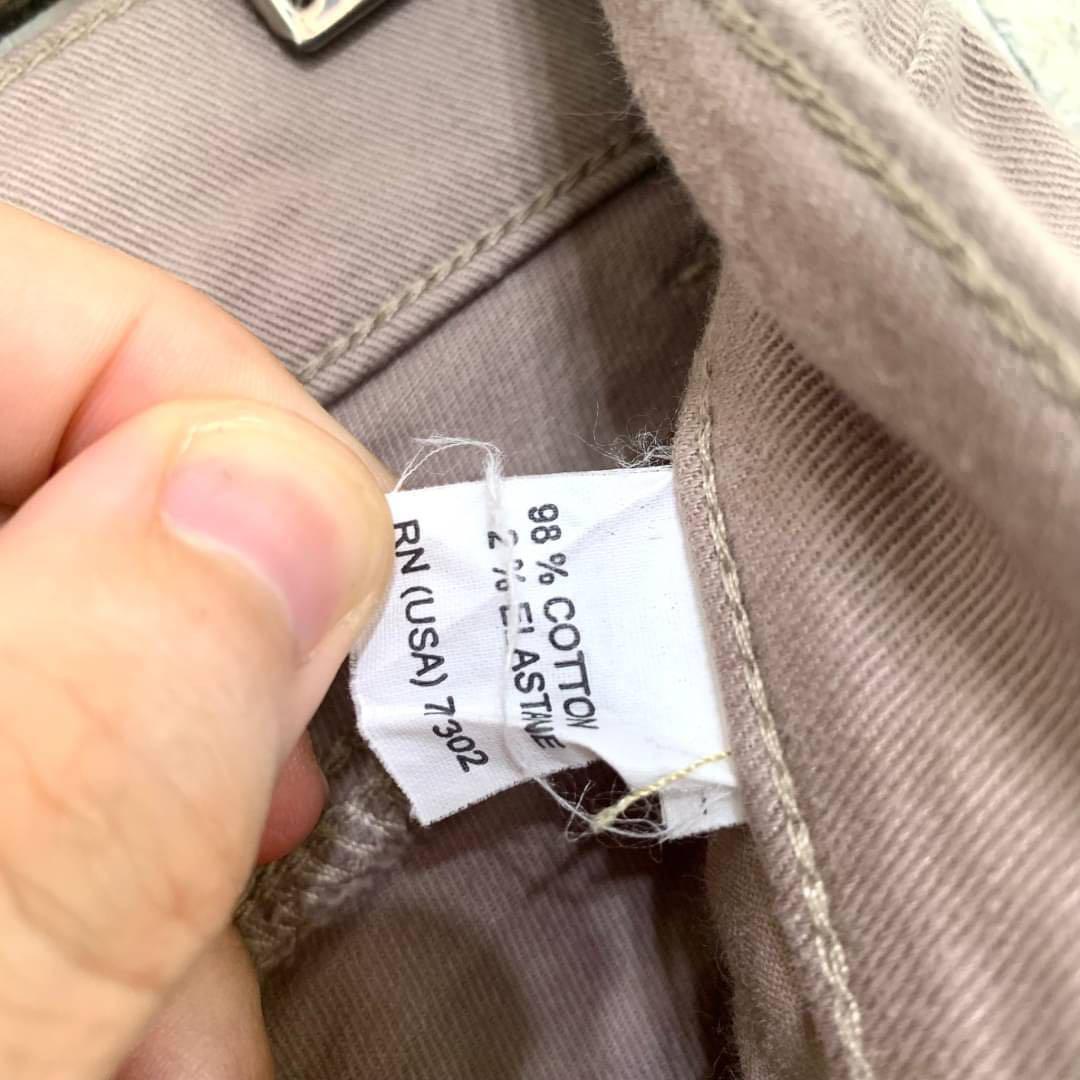 98 % COTTON
2 % ELASTANE
RN (USA) 7302